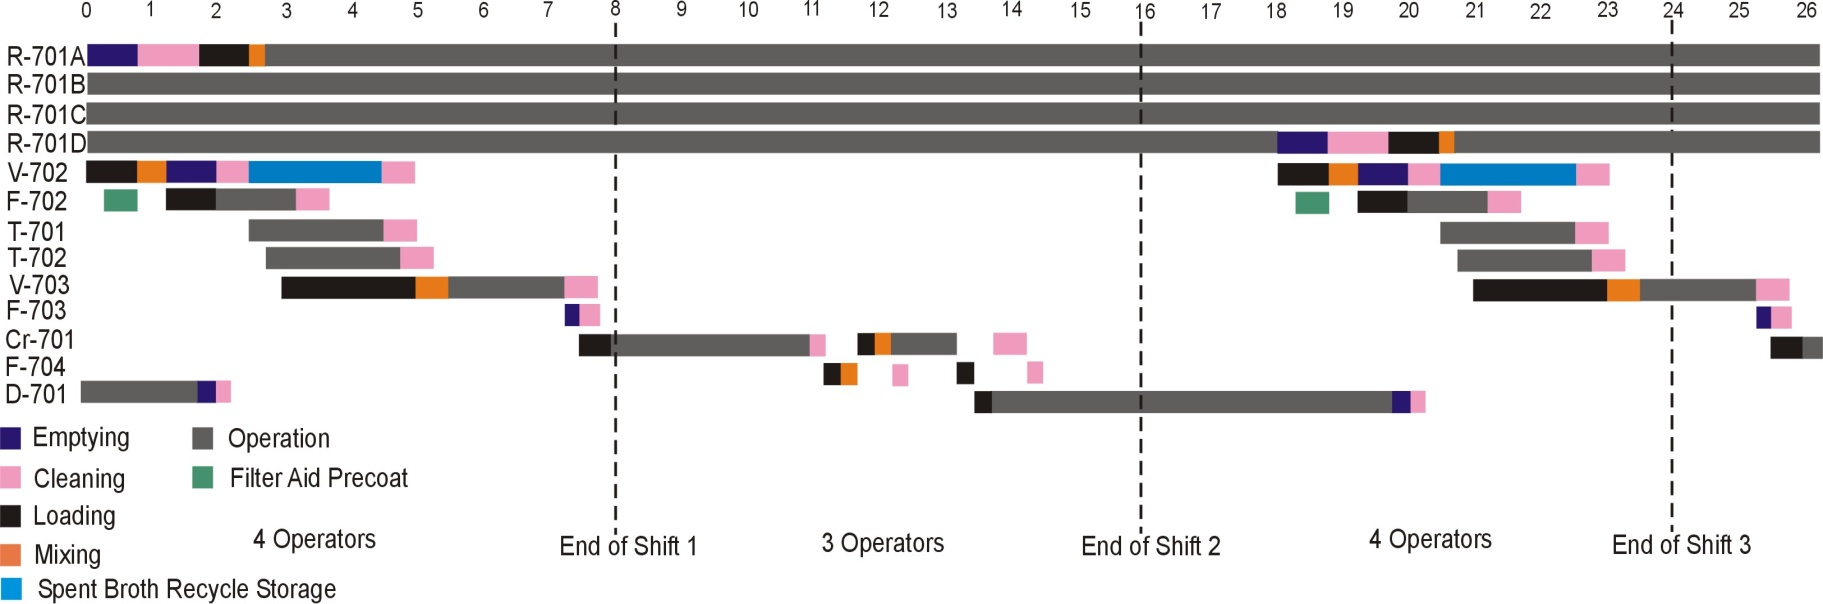 0 1 2 3 4 5 6 7 8 9 10 11 12 13 14 15 16 17 18 19 20 21 22 23 24 25 26
R-701A
R-701B
R-701C
R-701D
V-702
F-702
T-701
T-702
V-703
F-703
Cr-701
F-704
D-701
Emptying Operation
Cleaning Filter Aid Precoat
Loading
4 Operators End of Shift 1 3 Operators End of Shift 2 4 Operators End of Shift 3
Mixing
Spent Broth Recycle Storage